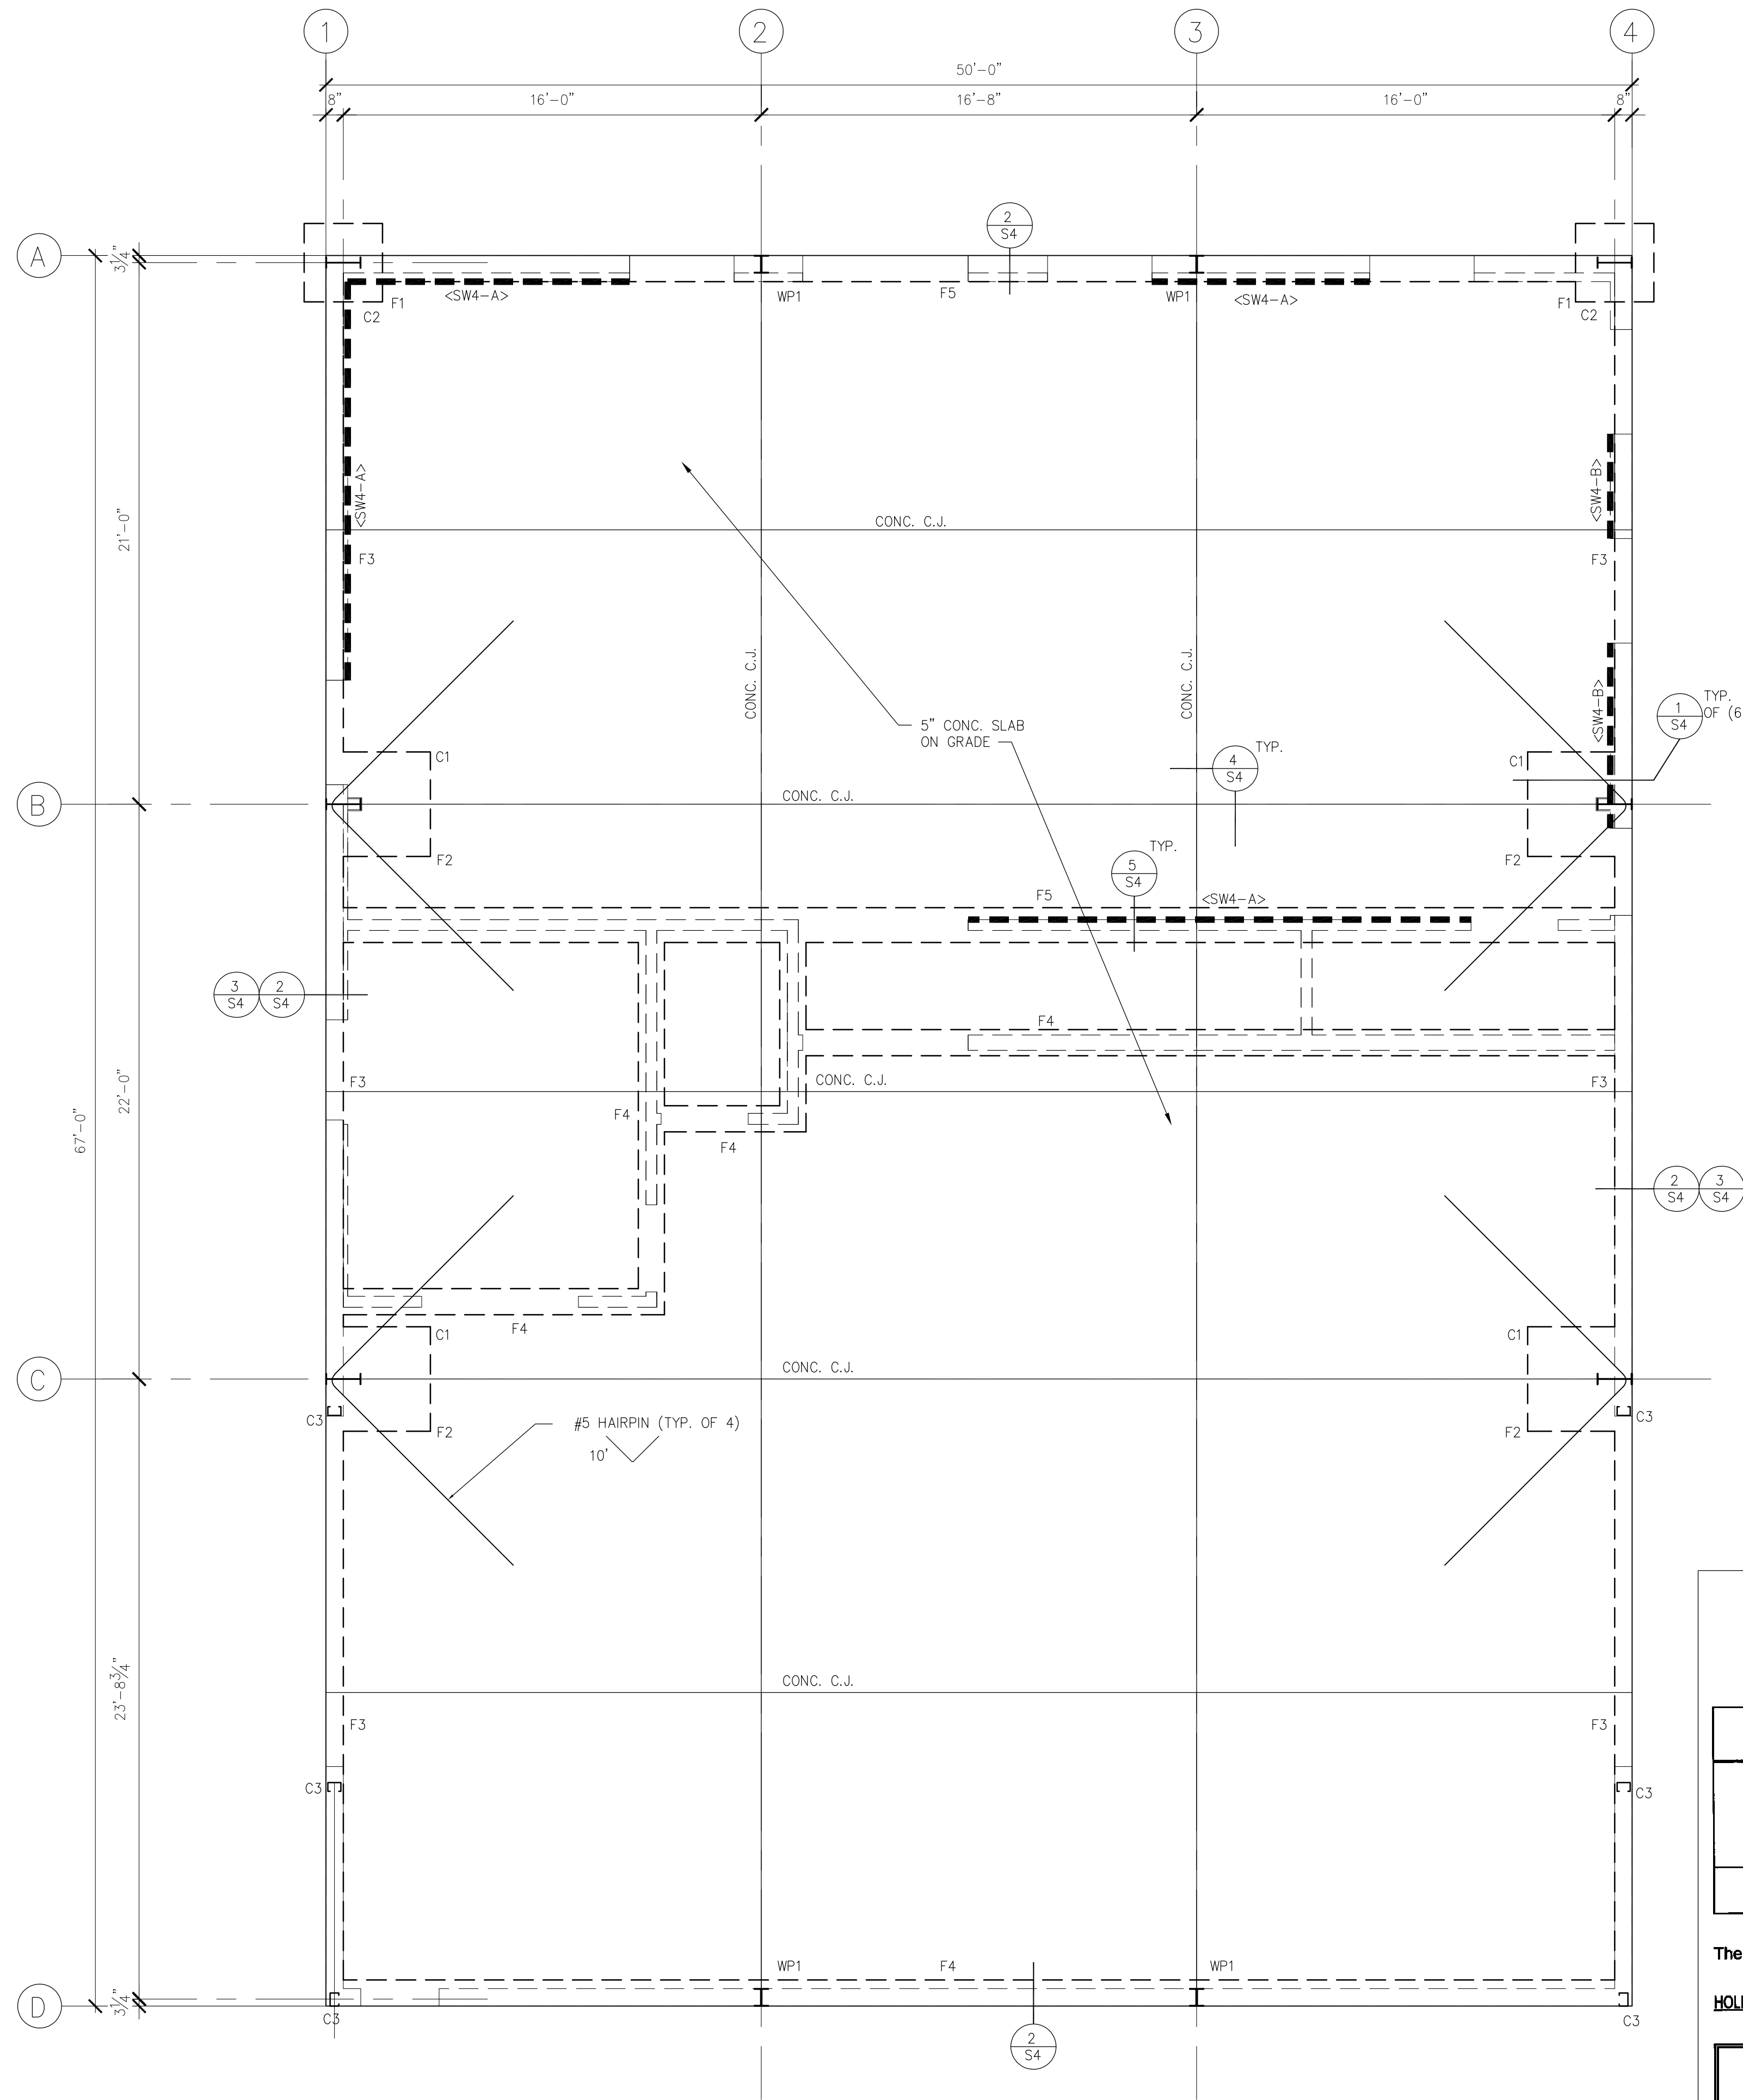 1
2
3
4
50'-0"
8"
16'-0"
16'-8"
16'-0"
8"
2
S4
A
3¼"
F1
<SW4-A>
WP1
F5
WP1
<SW4-A>
F1
C2
C2
<SW4-A>
<SW4-B>
21'-0"
CONC. C.J.
F3
F3
CONC. C.J.
CONC. C.J.
<SW4-B>
1
S4
TYP.
OF (6
5" CONC. SLAB
ON GRADE
C1
4
S4
TYP.
C1
B
CONC. C.J.
F2
5
S4
TYP.
F2
F5
<SW4-A>
3
S4
2
S4
F4
67'-0"
22'-0"
F3
CONC. C.J.
F3
F4
F4
2
S4
3
S4
C1
F4
C1
C
CONC. C.J.
C3
F2
#5 HAIRPIN (TYP. OF 4)
10'
F2
C3
23'-8¾"
CONC. C.J.
F3
F3
C3
C3
The
WP1
F4
WP1
HOL
D
3¼"
C3
C3
2
S4